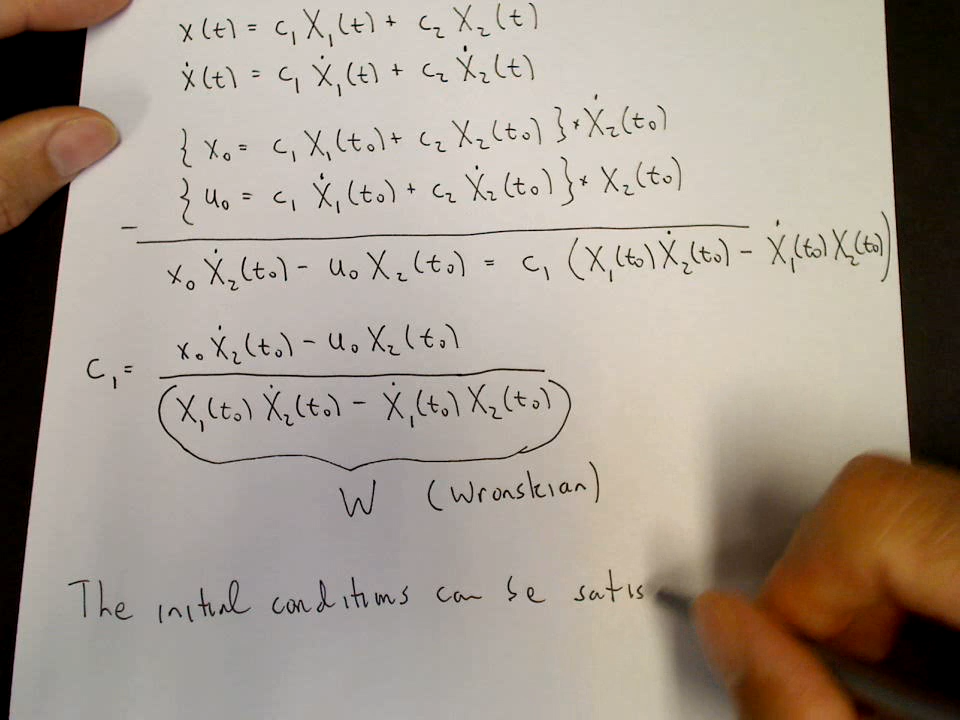 x(t) = c₁ X₁(t) + c₂ X₂(t)
ẋ(t) = c₁ Ẋ₁(t) + c₂ Ẋ₂(t)
{ x₀ = c₁ X₁(t₀) + c₂ X₂(t₀) } * Ẋ₂(t₀)
{ u₀ = c₁ Ẋ₁(t₀) + c₂ Ẋ₂(t₀) } * X₂(t₀)
−
x₀ Ẋ₂(t₀) − u₀ X₂(t₀) = c₁ (X₁(t₀) Ẋ₂(t₀) − Ẋ₁(t₀) X₂(t₀))
x₀ Ẋ₂(t₀) − u₀ X₂(t₀)
c₁ =
X₁(t₀) Ẋ₂(t₀) − Ẋ₁(t₀) X₂(t₀)
W (Wronskian)
The initial conditions can be satis